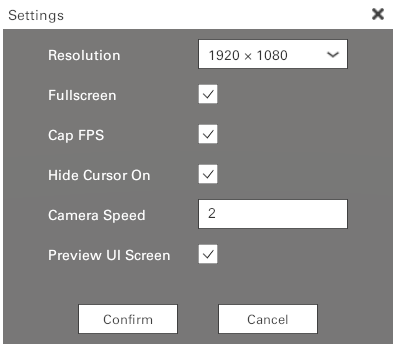 Settings
Resolution 1920 × 1080
Fullscreen
Cap FPS
Hide Cursor On
Camera Speed 2
Preview UI Screen
Confirm Cancel